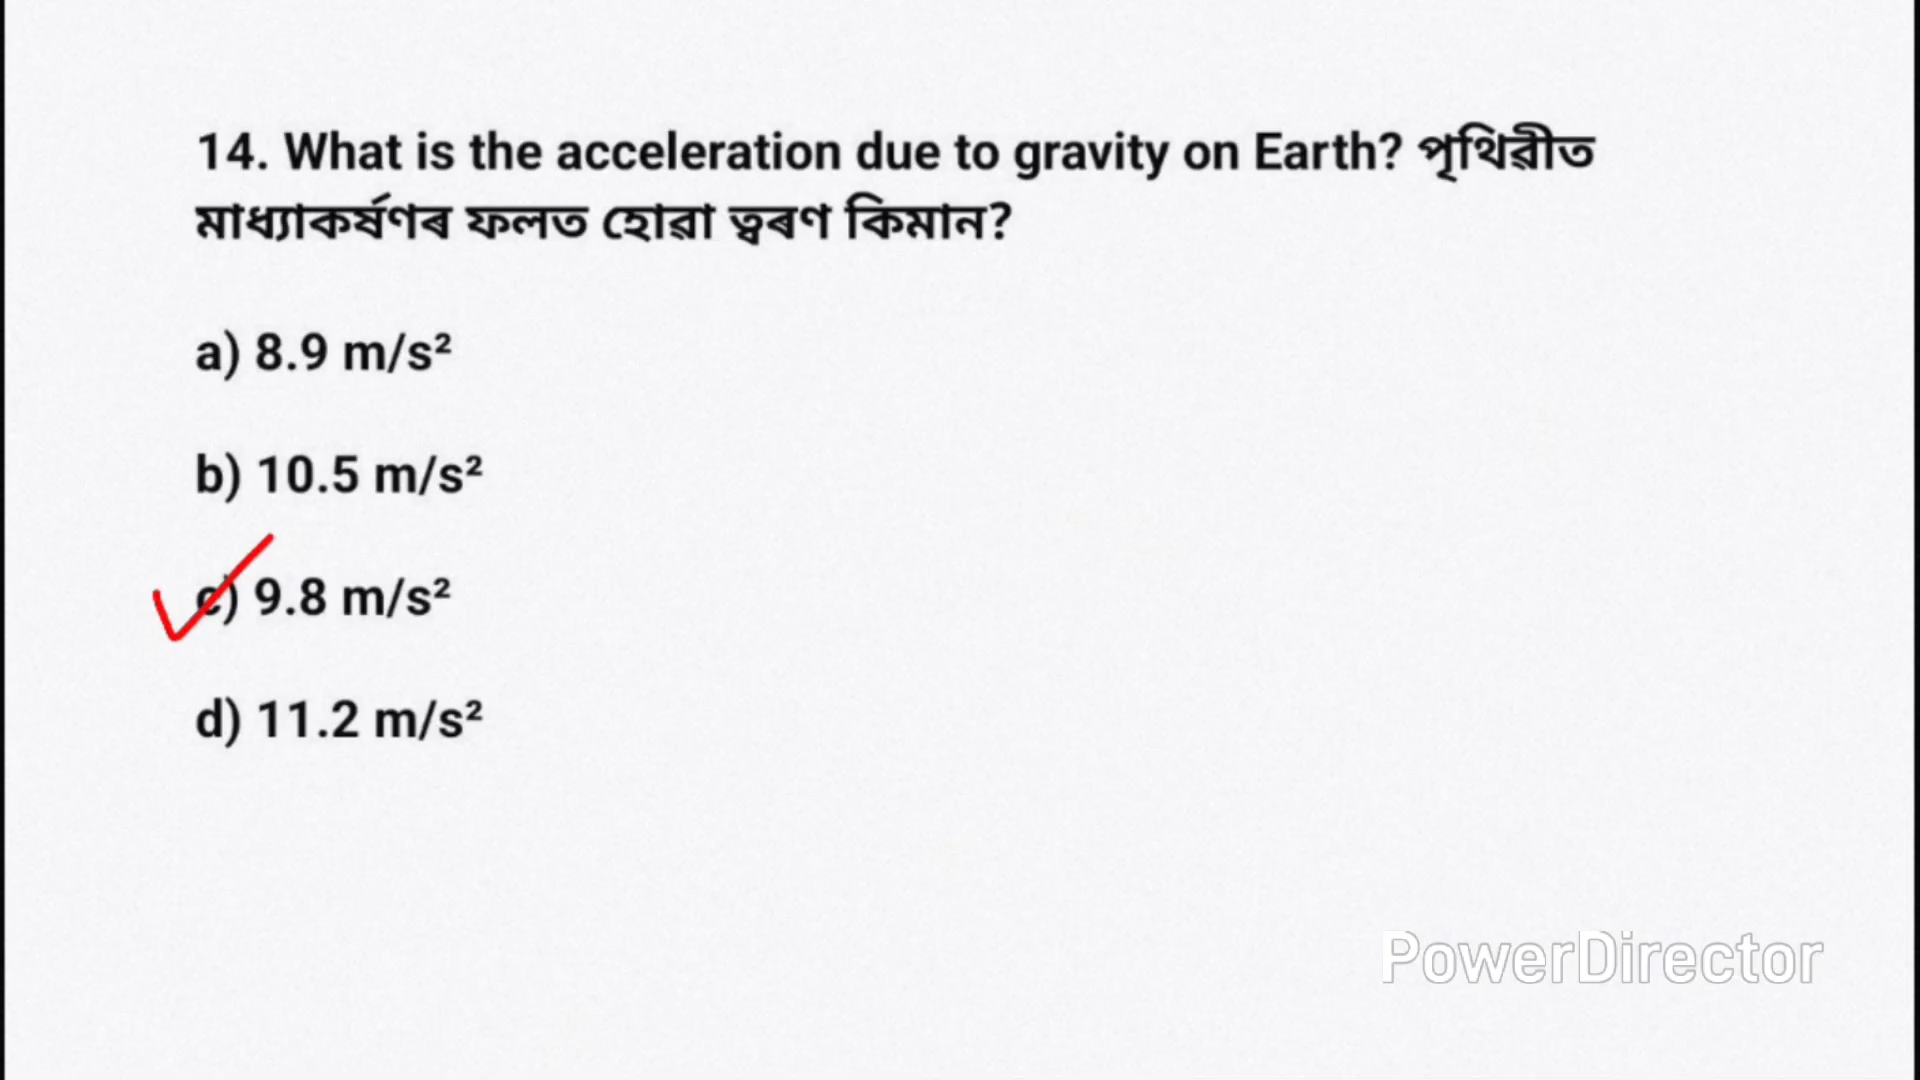 14. What is the acceleration due to gravity on Earth? পৃথিৱীত
মাধ্যাকৰ্ষণৰ ফলত হোৱা ত্বৰণ কিমান?
a) 8.9 m/s²
b) 10.5 m/s²
c) 9.8 m/s²
d) 11.2 m/s²
PowerDirector